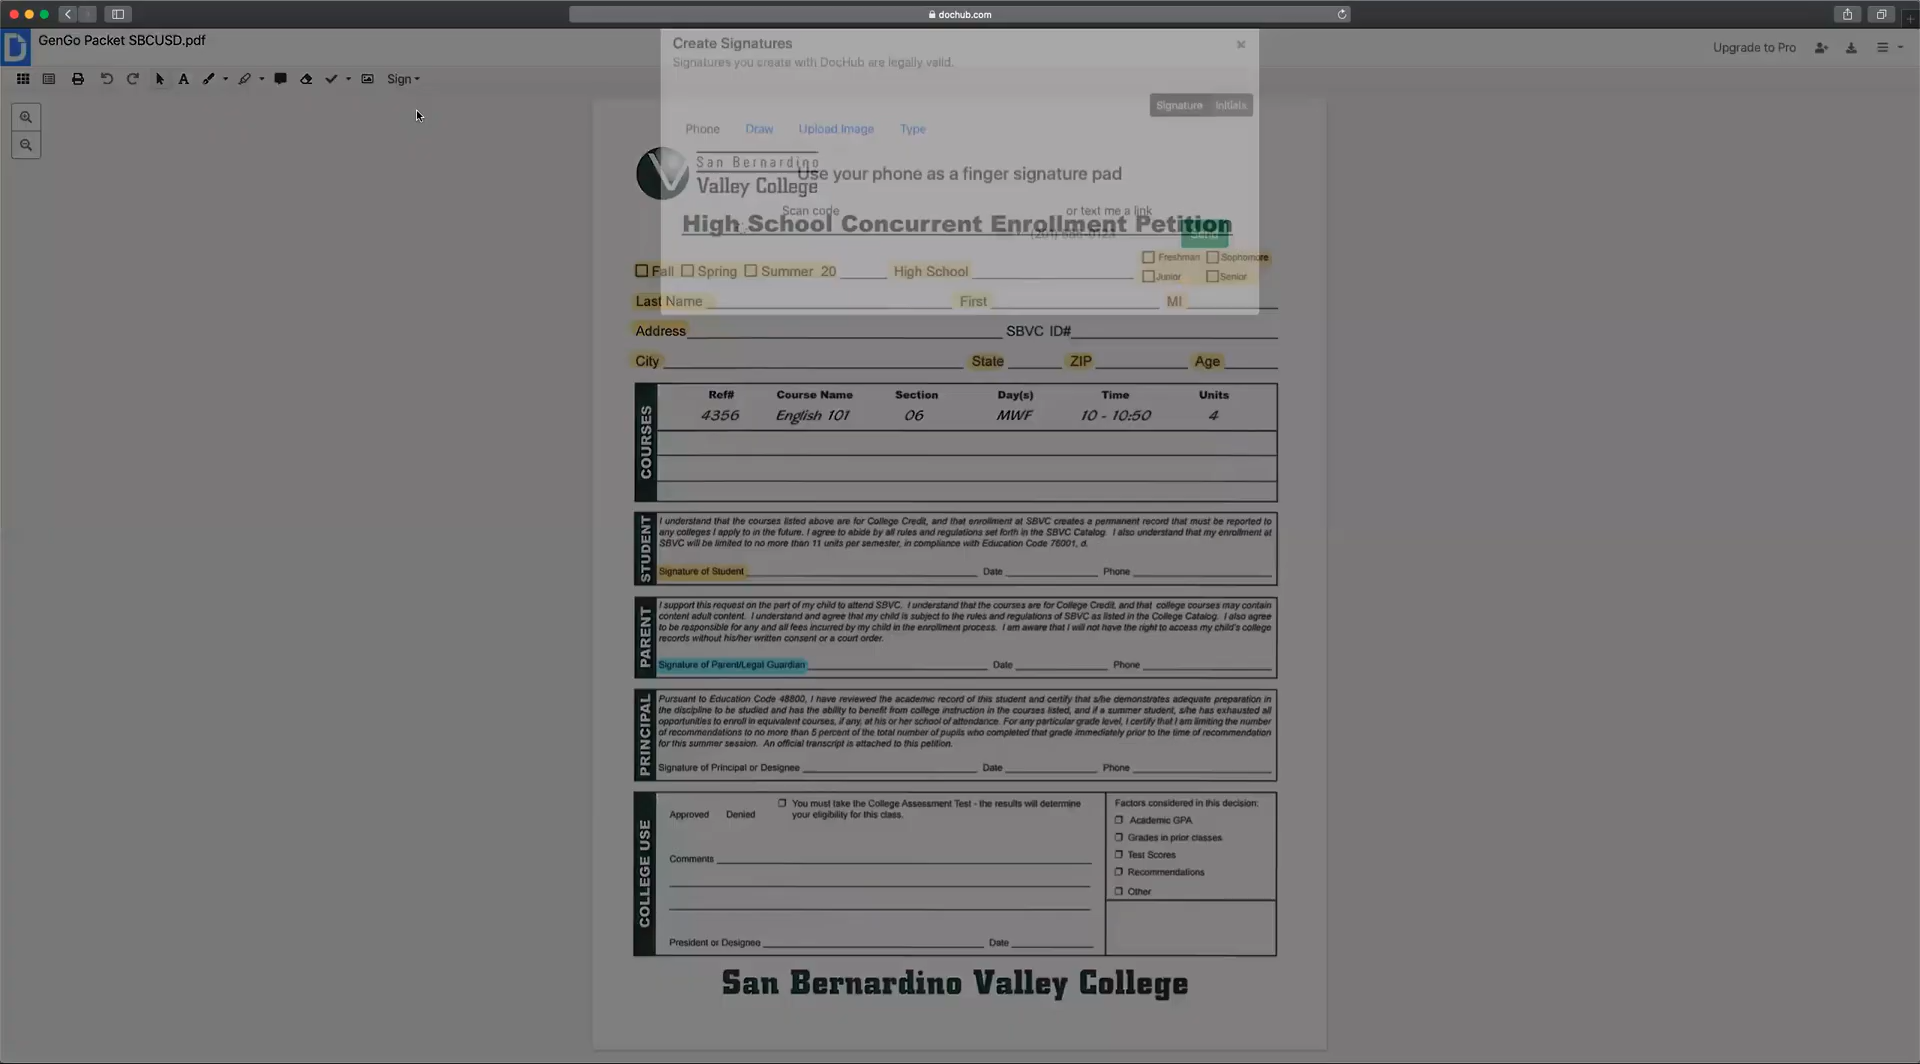 dochub.com
GenGo Packet SBCUSD.pdf
Upgrade to Pro
Sign
Create Signatures
Signatures you create with DocHub are legally valid.
Signature Initials
Phone Draw Upload Image Type
Use your phone as a finger signature pad
Scan code or text me a link
Send
San Bernardino
Valley College
High School Concurrent Enrollment Petition
Fall Spring Summer 20 High School
Freshman Sophomore
Junior Senior
Last Name First MI
Address SBVC ID#
City State ZIP Age
COURSES
Ref# Course Name Section Day(s) Time Units
4356 English 101 06 MWF 10 - 10:50 4
STUDENT
I understand that the courses listed above are for College Credit, and that enrollment at SBVC creates a permanent record that must be reported to
any colleges I apply to in the future. I agree to abide by all rules and regulations set forth in the SBVC Catalog. I also understand that my enrollment at
SBVC will be limited to no more than 11 units per semester, in compliance with Education Code 76001, d.
Signature of Student Date Phone
PARENT
I support this request on the part of my child to attend SBVC. I understand that the courses are for College Credit, and that college courses may contain
content adult content. I understand and agree that my child is subject to the rules and regulations of SBVC as listed in the College Catalog. I also agree
to be responsible for any and all fees incurred by my child in the enrollment process. I am aware that I will not have the right to access my child's college
records without his/her written consent or a court order.
Signature of Parent/Legal Guardian Date Phone
PRINCIPAL
Pursuant to Education Code 48800, I have reviewed the academic record of this student and certify that s/he demonstrates adequate preparation in
the discipline to be studied and has the ability to benefit from college instruction in the courses listed, and if a summer student, s/he has exhausted all
opportunities to enroll in equivalent courses, if any, at his or her school of attendance. For any particular grade level, I certify that I am limiting the number
of recommendations to no more than 5 percent of the total number of pupils who completed that grade immediately prior to the time of recommendation
for this summer session. An official transcript is attached to this petition.
Signature of Principal or Designee Date Phone
COLLEGE USE
Approved Denied
You must take the College Assessment Test - the results will determine
your eligibility for this class.
Comments
President or Designee Date
Factors considered in this decision:
Academic GPA
Grades in prior classes
Test Scores
Recommendations
Other
San Bernardino Valley College